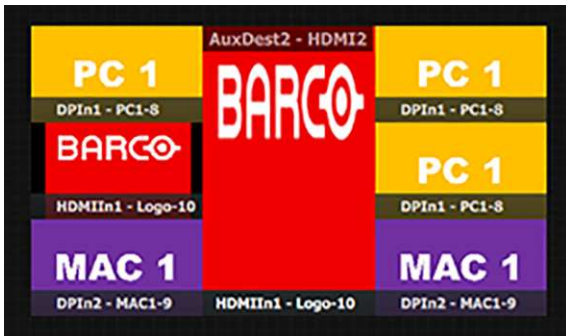 PC 1
DPIn1 - PC1-8
BARCO
HDMIIn1 - Logo-10
MAC 1
DPIn2 - MAC1-9
AuxDest2 - HDMI2
BARCO
HDMIIn1 - Logo-10
PC 1
DPIn1 - PC1-8
PC 1
DPIn1 - PC1-8
MAC 1
DPIn2 - MAC1-9